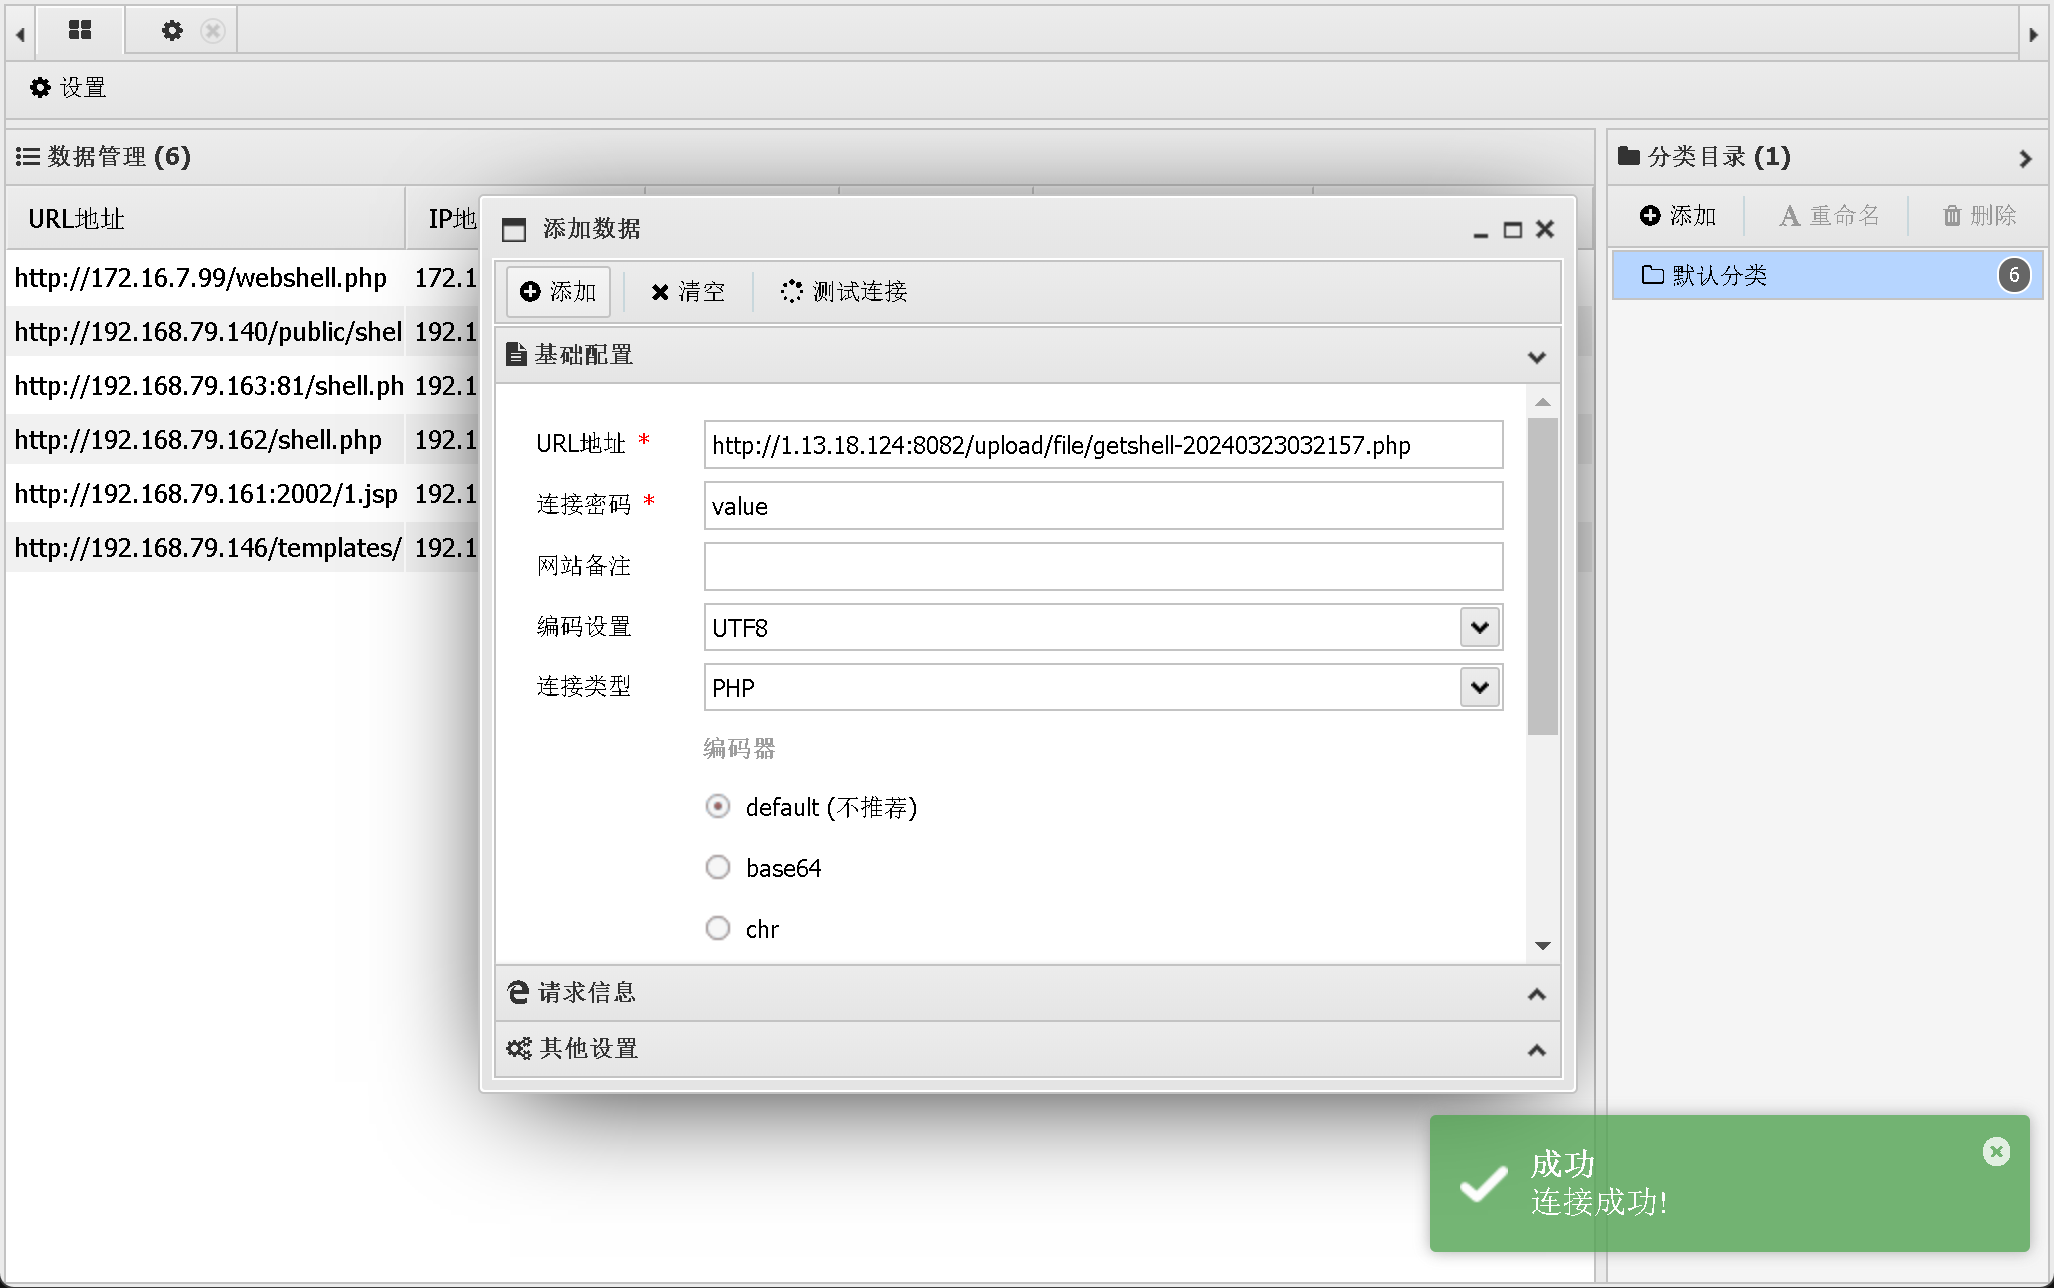 设置
数据管理 (6)
URL地址
IP地
http://172.16.7.99/webshell.php
172.1
http://192.168.79.140/public/shel
192.1
http://192.168.79.163:81/shell.ph
192.1
http://192.168.79.162/shell.php
192.1
http://192.168.79.161:2002/1.jsp
192.1
http://192.168.79.146/templates/
192.1
添加数据
添加
清空
测试连接
基础配置
URL地址 *
http://1.13.18.124:8082/upload/file/getshell-20240323032157.php
连接密码 *
value
网站备注
编码设置
UTF8
连接类型
PHP
编码器
default (不推荐)
base64
chr
请求信息
其他设置
分类目录 (1)
添加
重命名
删除
默认分类
6
成功
连接成功!